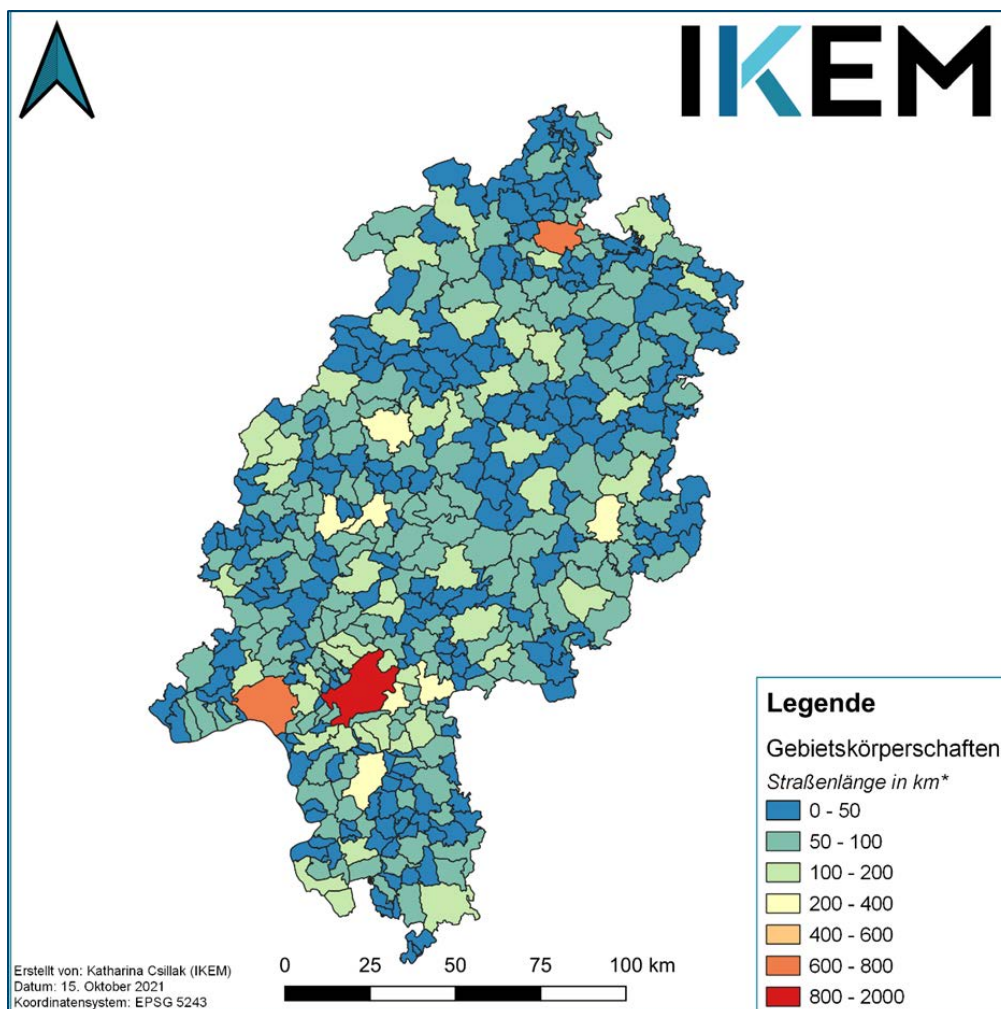 IKEM
Legende
Gebietskörperschaften
Straßenlänge in km*
0 - 50
50 - 100
100 - 200
200 - 400
400 - 600
600 - 800
800 - 2000
0 25 50 75 100 km
Erstellt von: Katharina Csillak (IKEM)
Datum: 15. Oktober 2021
Koordinatensystem: EPSG 5243